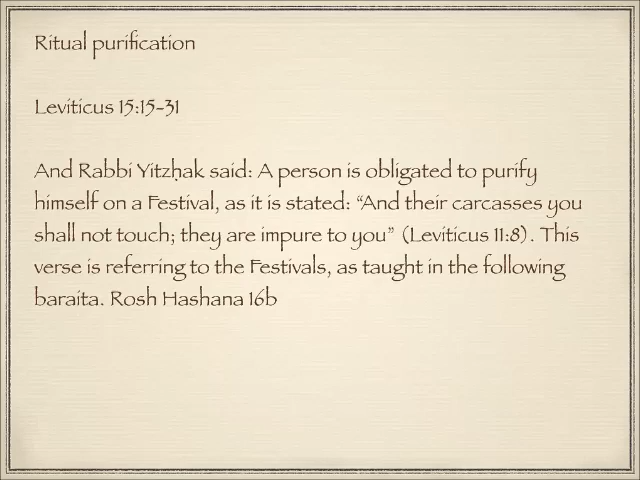 Ritual purification
Leviticus 15:15-31
And Rabbi Yitzḥak said: A person is obligated to purify
himself on a Festival, as it is stated: “And their carcasses you
shall not touch; they are impure to you” (Leviticus 11:8). This
verse is referring to the Festivals, as taught in the following
baraita. Rosh Hashana 16b